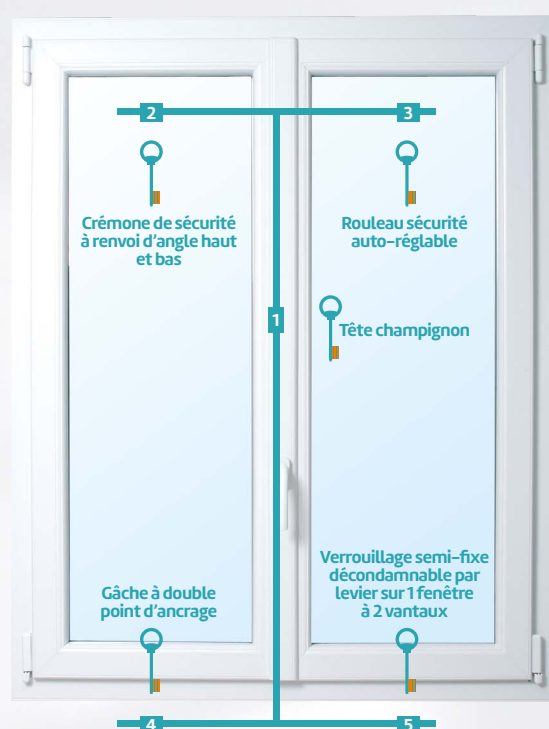 2
3
Crémone de sécurité
à renvoi d'angle haut
et bas
Rouleau sécurité
auto-réglable
1
Tête champignon
Gâche à double
point d'ancrage
Verrouillage semi-fixe
décondamnable par
levier sur 1 fenêtre
à 2 vantaux
4
5